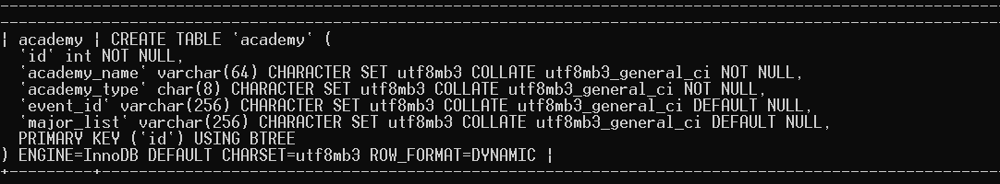 | academy | CREATE TABLE `academy` (
  `id` int NOT NULL,
  `academy_name` varchar(64) CHARACTER SET utf8mb3 COLLATE utf8mb3_general_ci NOT NULL,
  `academy_type` char(8) CHARACTER SET utf8mb3 COLLATE utf8mb3_general_ci NOT NULL,
  `event_id` varchar(256) CHARACTER SET utf8mb3 COLLATE utf8mb3_general_ci DEFAULT NULL,
  `major_list` varchar(256) CHARACTER SET utf8mb3 COLLATE utf8mb3_general_ci DEFAULT NULL,
  PRIMARY KEY (`id`) USING BTREE
) ENGINE=InnoDB DEFAULT CHARSET=utf8mb3 ROW_FORMAT=DYNAMIC |